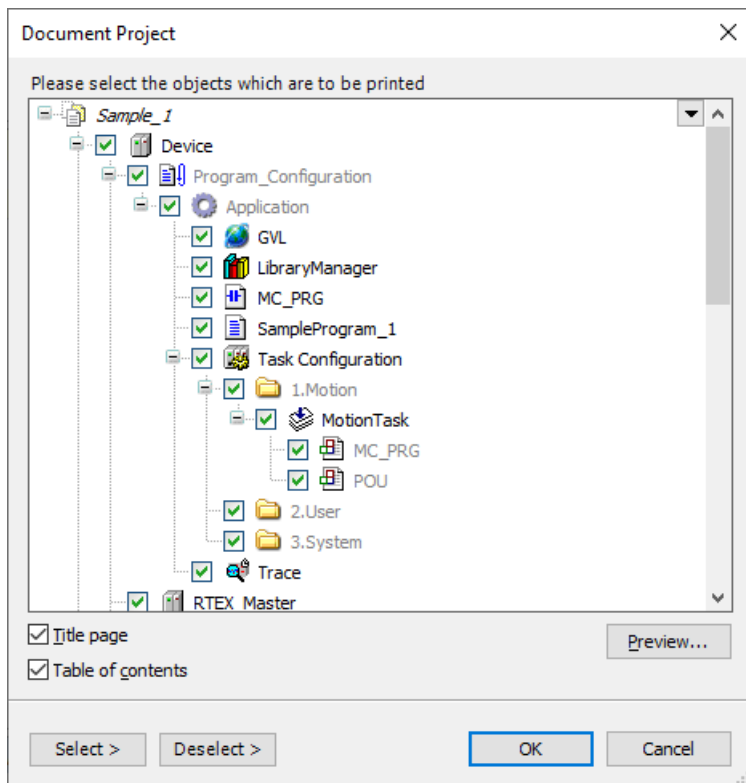 Document Project
Please select the objects which are to be printed
Sample_1
Device
Program_Configuration
Application
GVL
LibraryManager
MC_PRG
SampleProgram_1
Task Configuration
1.Motion
MotionTask
MC_PRG
POU
2.User
3.System
Trace
RTEX_Master
Title page
Preview...
Table of contents
Select >
Deselect >
OK
Cancel